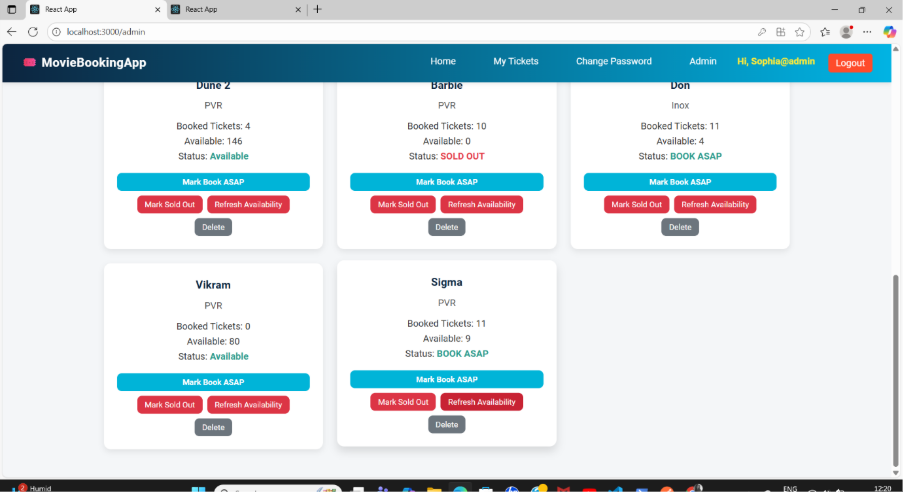 React App
React App
localhost:3000/admin
MovieBookingApp
Home
My Tickets
Change Password
Admin
Hi, Sophia@admin
Logout
Dune 2
PVR
Booked Tickets: 4
Available: 146
Status: Available
Mark Book ASAP
Mark Sold Out
Refresh Availability
Delete
Barbie
PVR
Booked Tickets: 10
Available: 0
Status: SOLD OUT
Mark Book ASAP
Mark Sold Out
Refresh Availability
Delete
Don
Inox
Booked Tickets: 11
Available: 4
Status: BOOK ASAP
Mark Book ASAP
Mark Sold Out
Refresh Availability
Delete
Vikram
PVR
Booked Tickets: 0
Available: 80
Status: Available
Mark Book ASAP
Mark Sold Out
Refresh Availability
Delete
Sigma
PVR
Booked Tickets: 11
Available: 9
Status: BOOK ASAP
Mark Book ASAP
Mark Sold Out
Refresh Availability
Delete
2
Humid
ENG
12:20